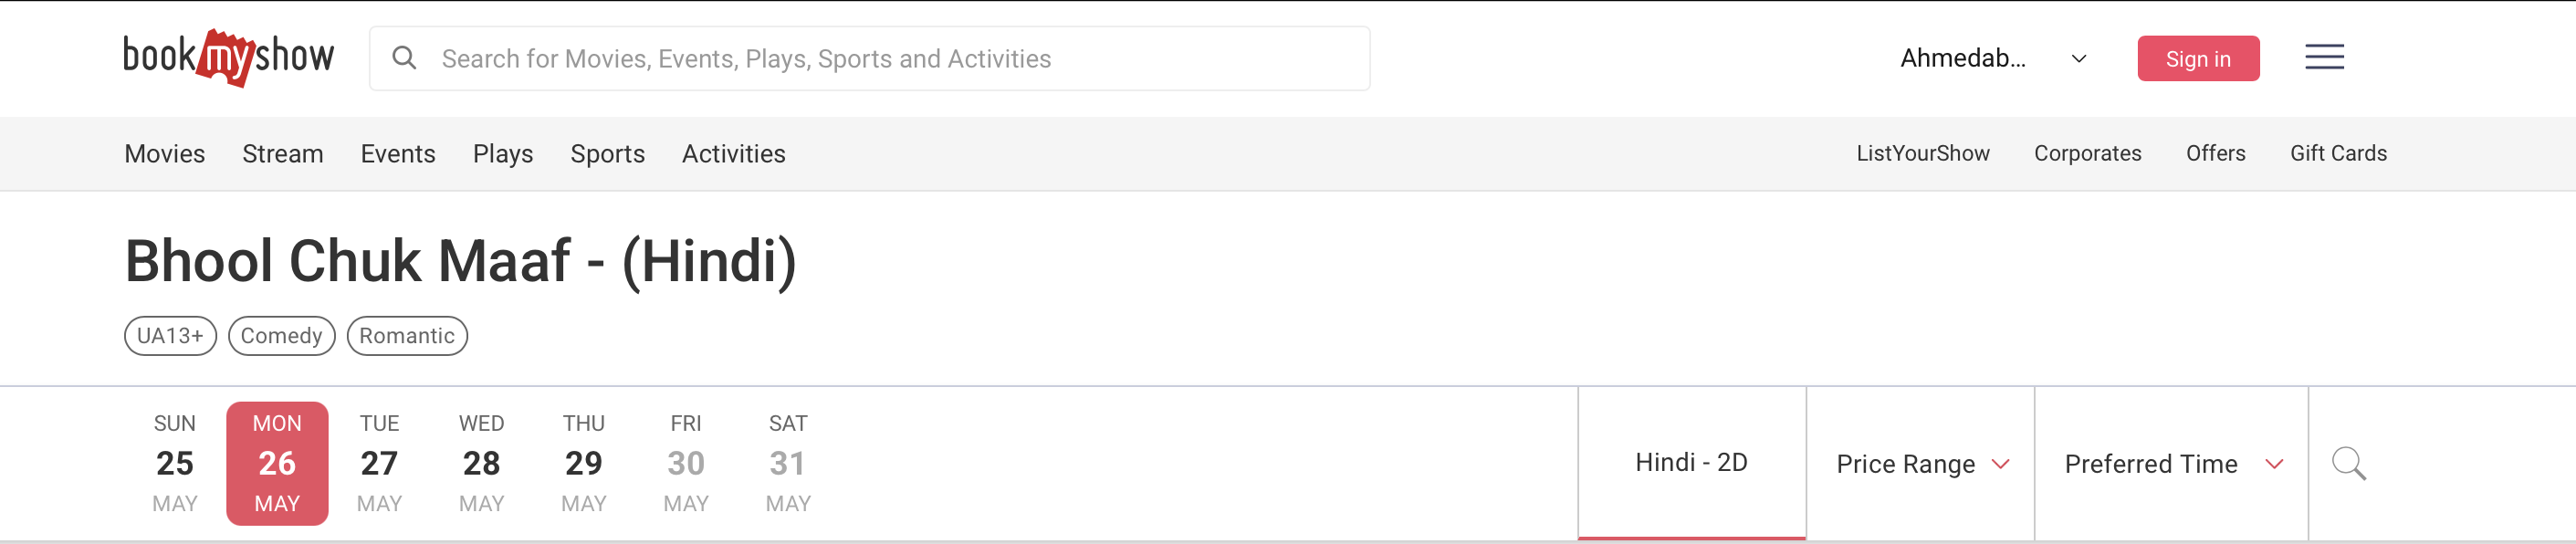 bookmyshow
Search for Movies, Events, Plays, Sports and Activities
Ahmedab...
Sign in
Movies Stream Events Plays Sports Activities
ListYourShow Corporates Offers Gift Cards
Bhool Chuk Maaf - (Hindi)
UA13+ Comedy Romantic
SUN MON TUE WED THU FRI SAT
25 26 27 28 29 30 31
MAY MAY MAY MAY MAY MAY MAY
Hindi - 2D
Price Range
Preferred Time